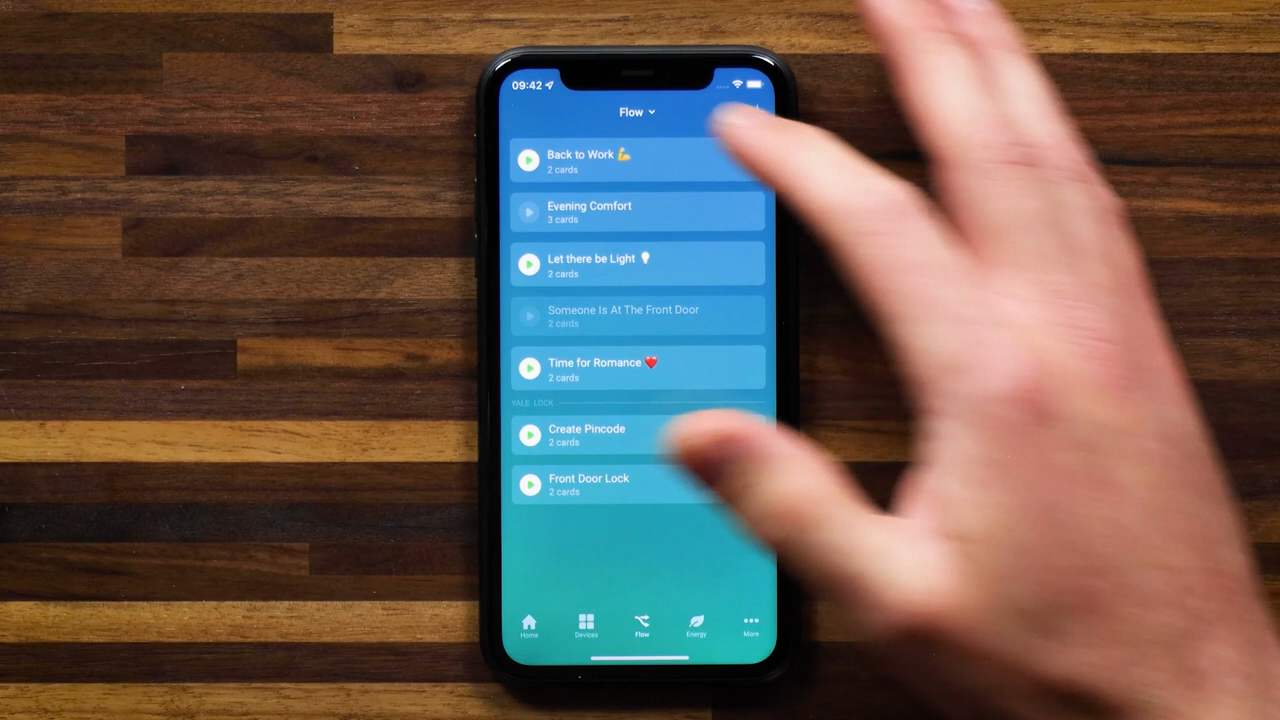 09:42
Flow
Back to Work 💪
2 cards
Evening Comfort
3 cards
Let there be Light 💡
2 cards
Someone Is At The Front Door
2 cards
Time for Romance ❤️
2 cards
YALE LOCK
Create Pincode
2 cards
Front Door Lock
2 cards
Home Devices Flow Energy More